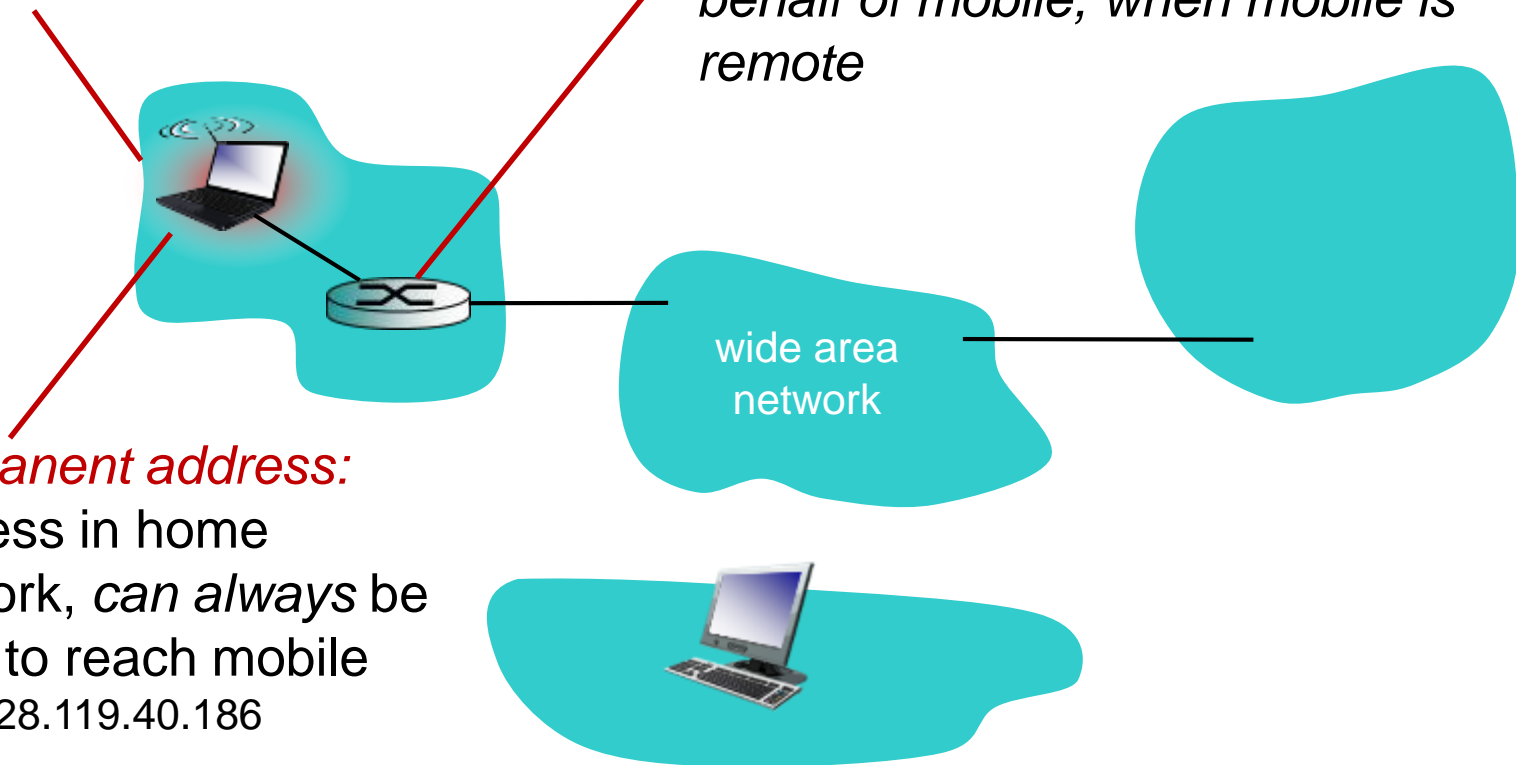 behalf of mobile, when mobile is
remote
wide area
network
anent address:
ess in home
ork, can always be
to reach mobile
28.119.40.186